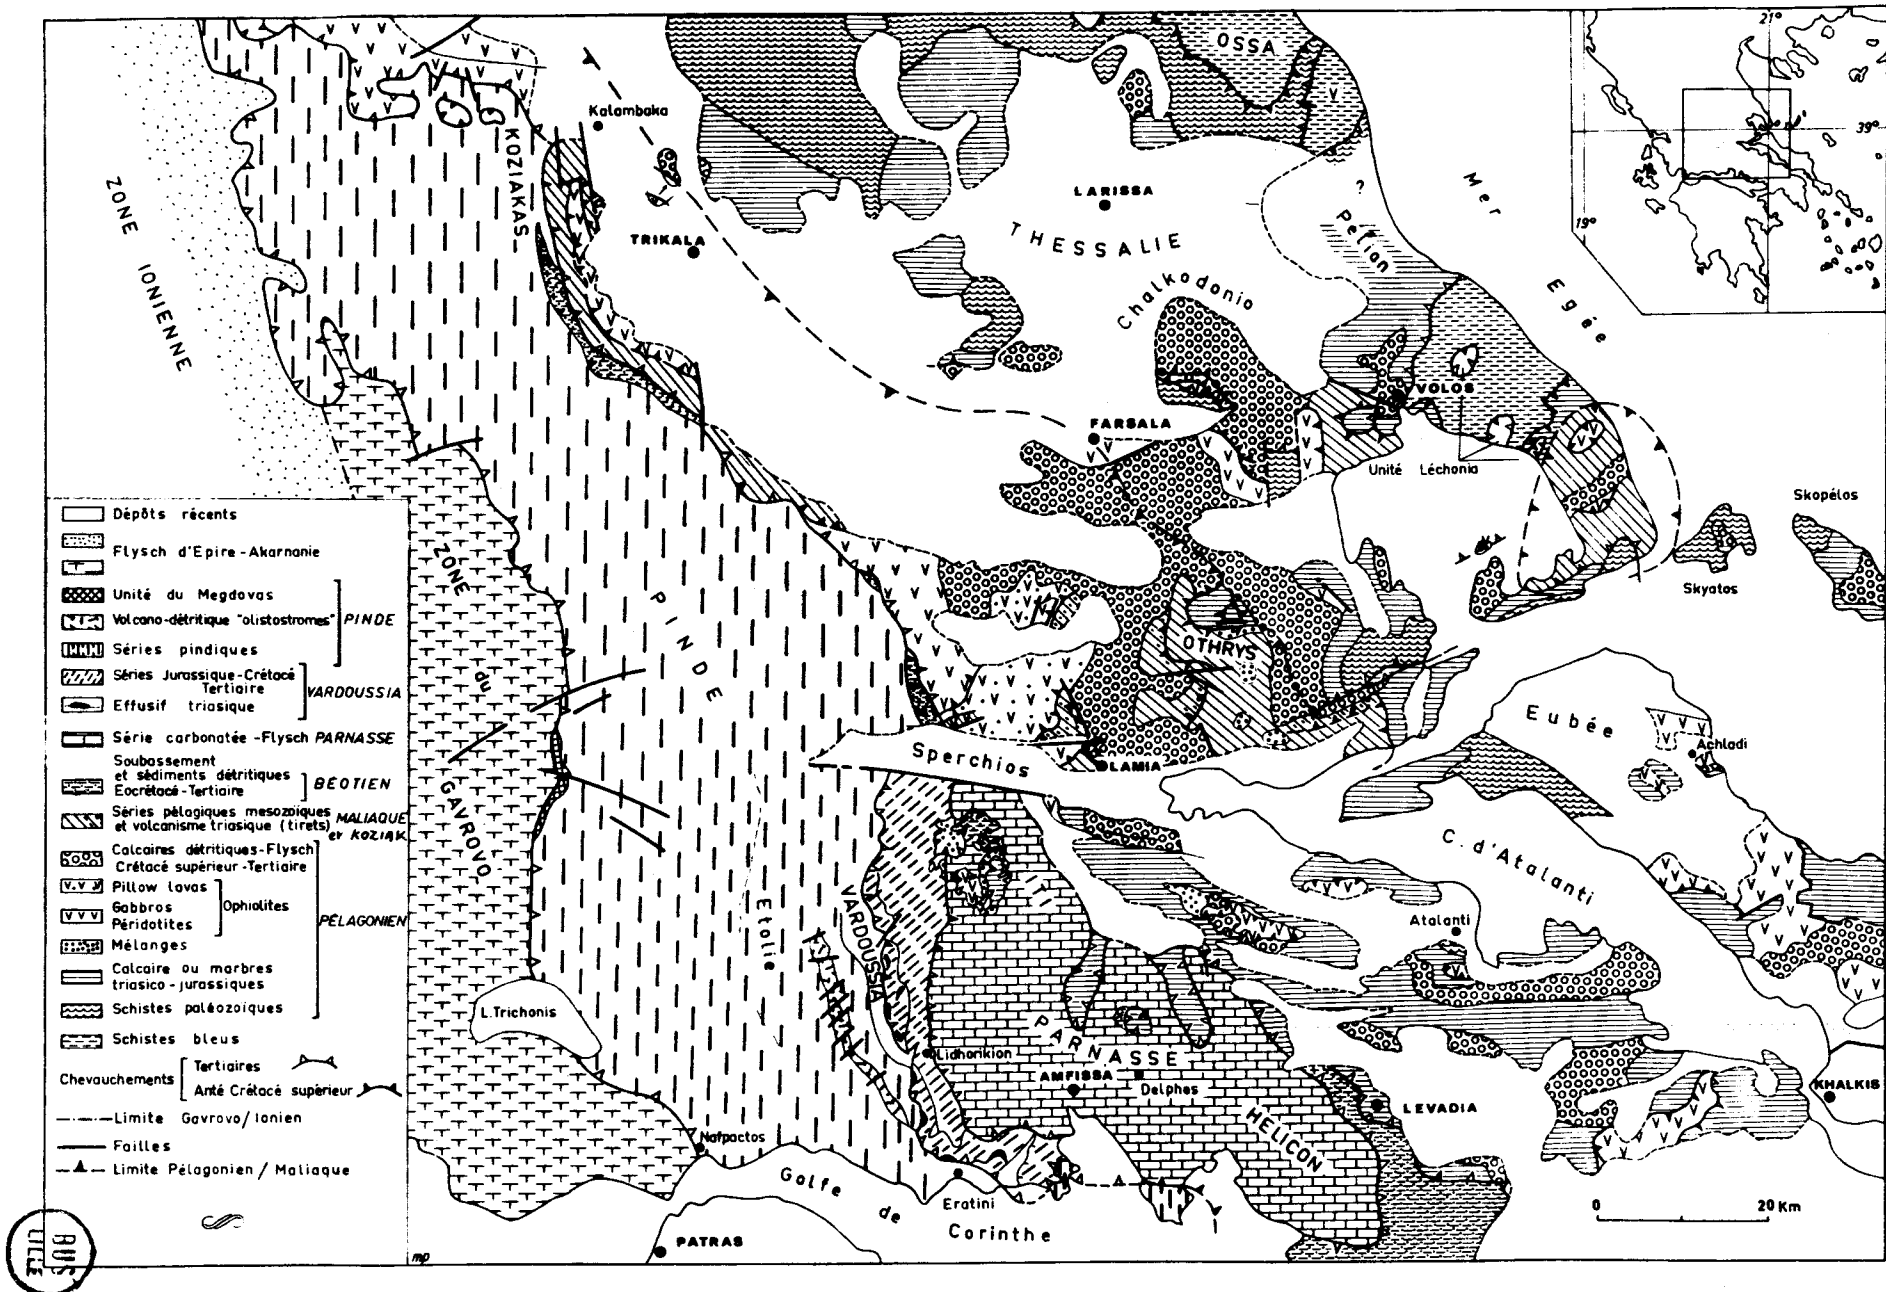 21°
39°
19°
OSSA
Kalambaka
KOZIAKAS
ZONE IONIENNE
TRIKALA
LARISSA
THESSALIE
?
Pélion
Mer Egée
Chalkodonio
VOLOS
FARSALA
Unité Léchonia
Skopélos
Skyatos
ZONE du GAVROVO
PINDE
OTHRYS
Eubée
Achladi
Sperchios
LAMIA
C. d'Atalanti
Atalanti
VARDOUSSIA
Etolie
L.Trichonis
Lidhorikion
PARNASSE
AMFISSA
Delphes
HELICON
LEVADIA
KHALKIS
Nafpactos
Eratini
Golfe de Corinthe
PATRAS
0 20 Km
mp
Dépôts récents
Flysch d'Epire-Akarnanie
Unité du Megdovas
Volcano-détritique "olistostromes"
PINDE
Séries pindiques
Séries Jurassique-Crétacé
Tertiaire
VARDOUSSIA
Effusif triasique
Série carbonatée-Flysch PARNASSE
Soubassement
et sédiments détritiques
Eocrétacé-Tertiaire
BÉOTIEN
Séries pélagiques mesozoïques
et volcanisme triasique (tirets)
MALIAQUE
et KOZIAK
Calcaires détritiques-Flysch
Crétacé supérieur-Tertiaire
Pillow lavas
Gabbros
Péridotites
Ophiolites
PÉLAGONIEN
Mélanges
Calcaire ou marbres
triasico-jurassiques
Schistes paléozoïques
Schistes bleus
Chevauchements
Tertiaires
Anté Crétacé supérieur
Limite Gavrovo/Ionien
Failles
Limite Pélagonien/Maliaque
BUS
LILLE